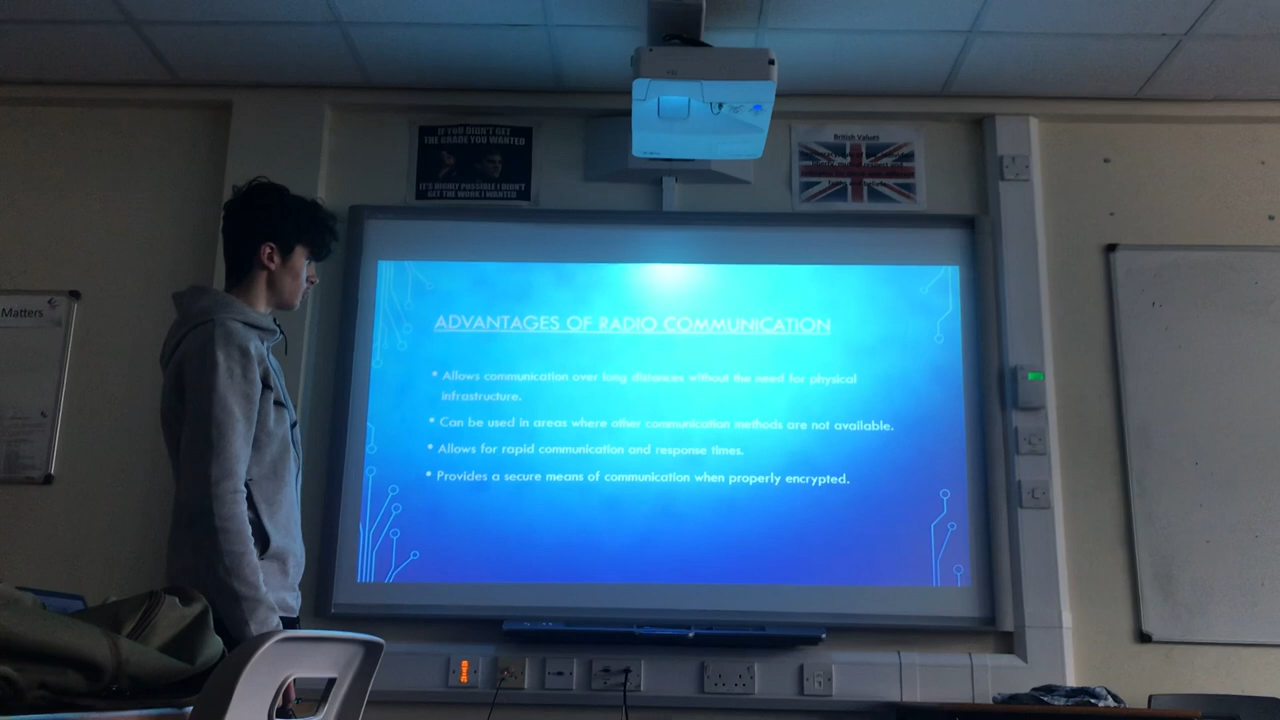 IF YOU DIDN'T GET
THE GRADE YOU WANTED
IT'S HIGHLY POSSIBLE I DIDN'T
GET THE WORK I WANTED
British Values
Matters
ADVANTAGES OF RADIO COMMUNICATION
* Allows communication over long distances without the need for physical
infrastructure.
* Can be used in areas where other communication methods are not available.
* Allows for rapid communication and response times.
* Provides a secure means of communication when properly encrypted.